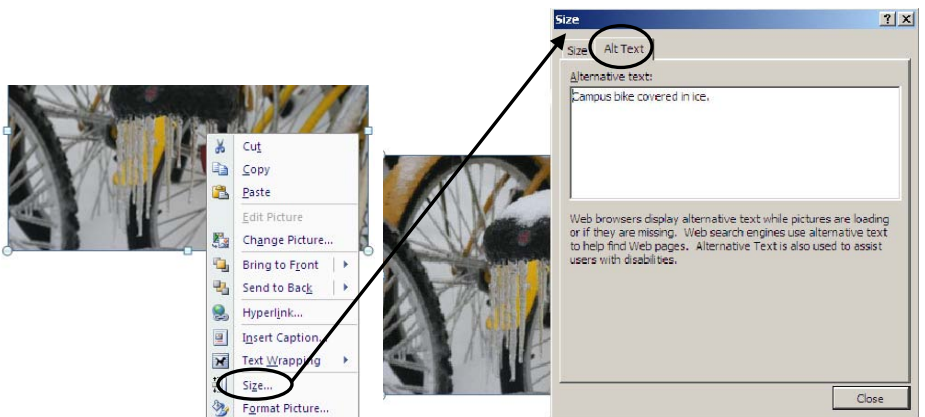 Cut
Copy
Paste
Edit Picture
Change Picture...
Bring to Front
Send to Back
Hyperlink...
Insert Caption...
Text Wrapping
Size...
Format Picture...
Size
Size
Alt Text
Alternative text:
Campus bike covered in ice.
Web browsers display alternative text while pictures are loading
or if they are missing. Web search engines use alternative text
to help find Web pages. Alternative Text is also used to assist
users with disabilities.
Close